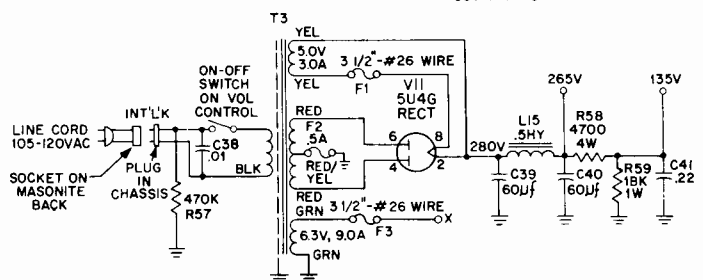 T3
YEL
5.0V
3.0A
YEL
3 1/2"-#26 WIRE
F1
V11
5U4G
RECT
265V
135V
ON-OFF
SWITCH
ON VOL
CONTROL
INT'L'K
LINE CORD
105-120VAC
SOCKET ON
MASONITE
BACK
PLUG
IN
CHASSIS
C38
.01
BLK
470K
R57
RED
F2
.5A
RED/
YEL
RED
6
4
8
2
280V
L15
.5HY
R58
4700
4W
C39
60µf
C40
60µf
R59
18K
1W
C41
.22
GRN
3 1/2"-#26 WIRE
F3
X
6.3V, 9.0A
GRN